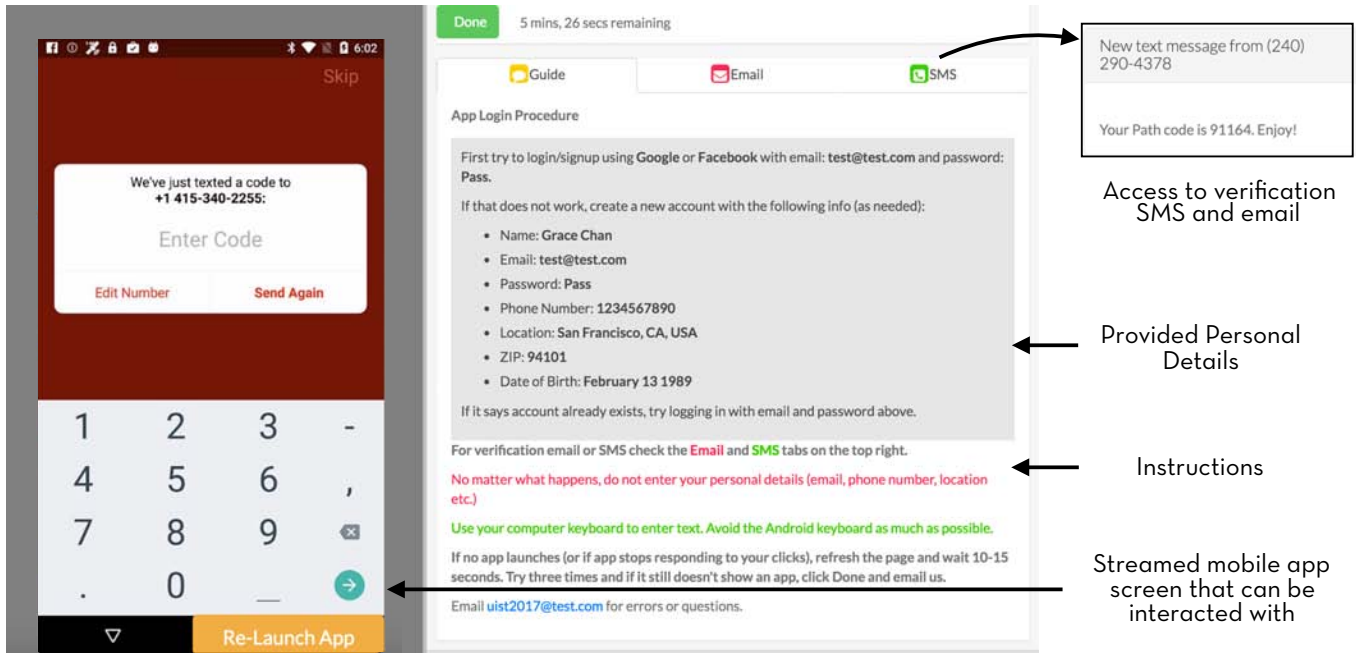 6:02
Skip
We've just texted a code to
+1 415-340-2255:
Enter Code
Edit Number
Send Again
1 2 3 -
4 5 6 ,
7 8 9
. 0 _
Re-Launch App
Done
5 mins, 26 secs remaining
Guide
Email
SMS
App Login Procedure
First try to login/signup using Google or Facebook with email: test@test.com and password:
Pass.
If that does not work, create a new account with the following info (as needed):
• Name: Grace Chan
• Email: test@test.com
• Password: Pass
• Phone Number: 1234567890
• Location: San Francisco, CA, USA
• ZIP: 94101
• Date of Birth: February 13 1989
If it says account already exists, try logging in with email and password above.
For verification email or SMS check the Email and SMS tabs on the top right.
No matter what happens, do not enter your personal details (email, phone number, location
etc.)
Use your computer keyboard to enter text. Avoid the Android keyboard as much as possible.
If no app launches (or if app stops responding to your clicks), refresh the page and wait 10-15
seconds. Try three times and if it still doesn't show an app, click Done and email us.
Email uist2017@test.com for errors or questions.
New text message from (240)
290-4378
Your Path code is 91164. Enjoy!
Access to verification
SMS and email
Provided Personal
Details
Instructions
Streamed mobile app
screen that can be
interacted with